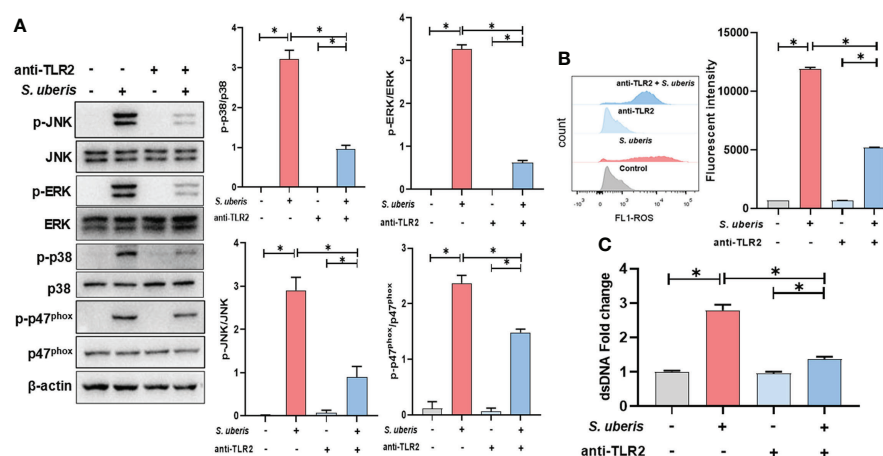 A
anti-TLR2 - - + +
S. uberis - + - +
p-JNK
JNK
p-ERK
ERK
p-p38
p38
p-p47phox
p47phox
β-actin
p-p38/p38
4
3
2
1
0
* * *
S. uberis - + - +
anti-TLR2 - - + +
p-ERK/ERK
4
3
2
1
0
* * *
S. uberis - + - +
anti-TLR2 - - + +
p-JNK/JNK
4
2
0
* * *
S. uberis - + - +
anti-TLR2 - - + +
p-p47phox/p47phox
3
2
1
0
* * *
S. uberis - + - +
anti-TLR2 - - + +
B
count
anti-TLR2 + S. uberis
anti-TLR2
S. uberis
Control
0 10³ 10⁴ 10⁵
FL1-ROS
Fluorescent intensity
15000
10000
5000
0
* * *
S. uberis - + - +
anti-TLR2 - - + +
C
dsDNA Fold change
4
3
2
1
0
* * *
S. uberis - + - +
anti-TLR2 - - + +